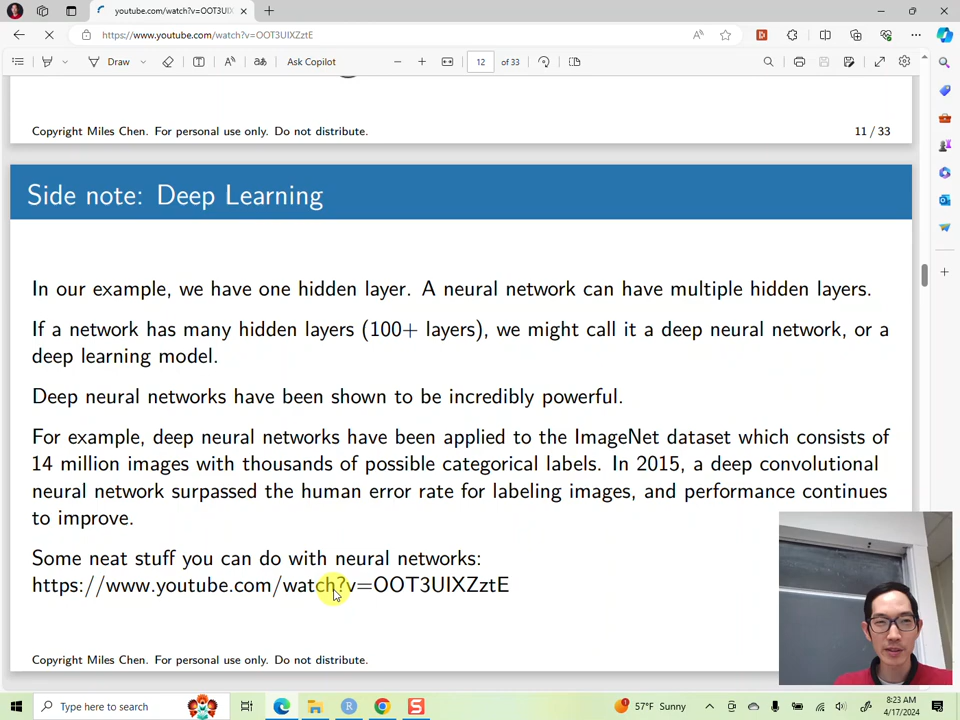 youtube.com/watch?v=OOT3UIX
https://www.youtube.com/watch?v=OOT3UIXZztE
Draw
Ask Copilot
12 of 33
Copyright Miles Chen. For personal use only. Do not distribute.
11 / 33
Side note: Deep Learning
In our example, we have one hidden layer. A neural network can have multiple hidden layers.
If a network has many hidden layers (100+ layers), we might call it a deep neural network, or a
deep learning model.
Deep neural networks have been shown to be incredibly powerful.
For example, deep neural networks have been applied to the ImageNet dataset which consists of
14 million images with thousands of possible categorical labels. In 2015, a deep convolutional
neural network surpassed the human error rate for labeling images, and performance continues
to improve.
Some neat stuff you can do with neural networks:
https://www.youtube.com/watch?v=OOT3UIXZztE
Copyright Miles Chen. For personal use only. Do not distribute.
Type here to search
57°F Sunny
8:23 AM
4/17/2024